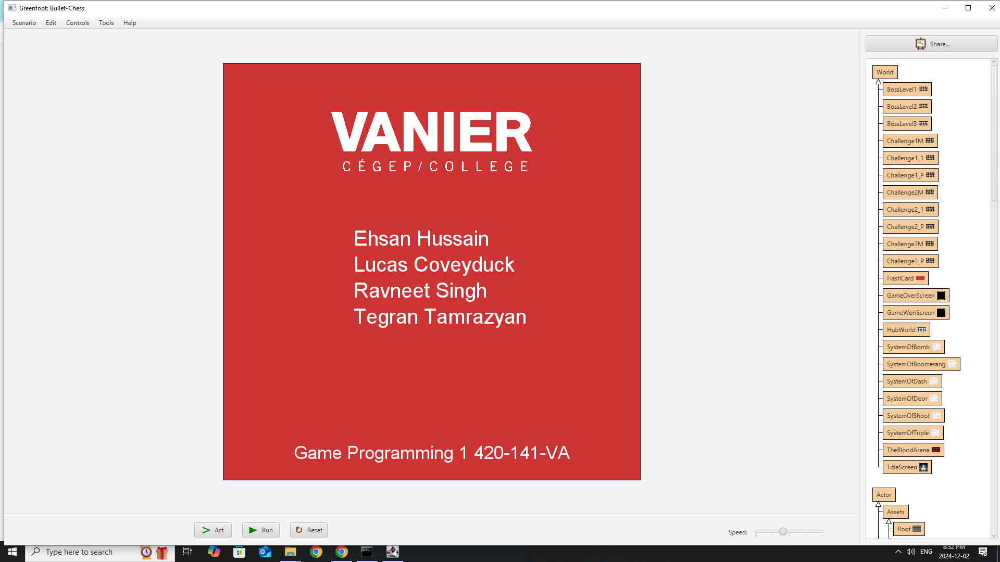 Greenfoot: Bullet-Chess
Scenario Edit Controls Tools Help
Share...
World
BossLevel1
BossLevel2
BossLevel3
Challenge1M
Challenge1_1
Challenge1_P
Challenge2M
Challenge2_1
Challenge2_P
Challenge3M
Challenge3_P
FlashCard
GameOverScreen
GameWonScreen
HubWorld
SystemOfBomb
SystemOfBoomerang
SystemOfDash
SystemOfDoor
SystemOfShoot
SystemOfTriple
TheBloodArena
TitleScreen
Actor
Assets
Roof
VANIER
CÉGEP/COLLEGE
Ehsan Hussain
Lucas Coveyduck
Ravneet Singh
Tegran Tamrazyan
Game Programming 1 420-141-VA
Act Run Reset Speed:
Type here to search
ENG
8:32 PM
2024-12-02